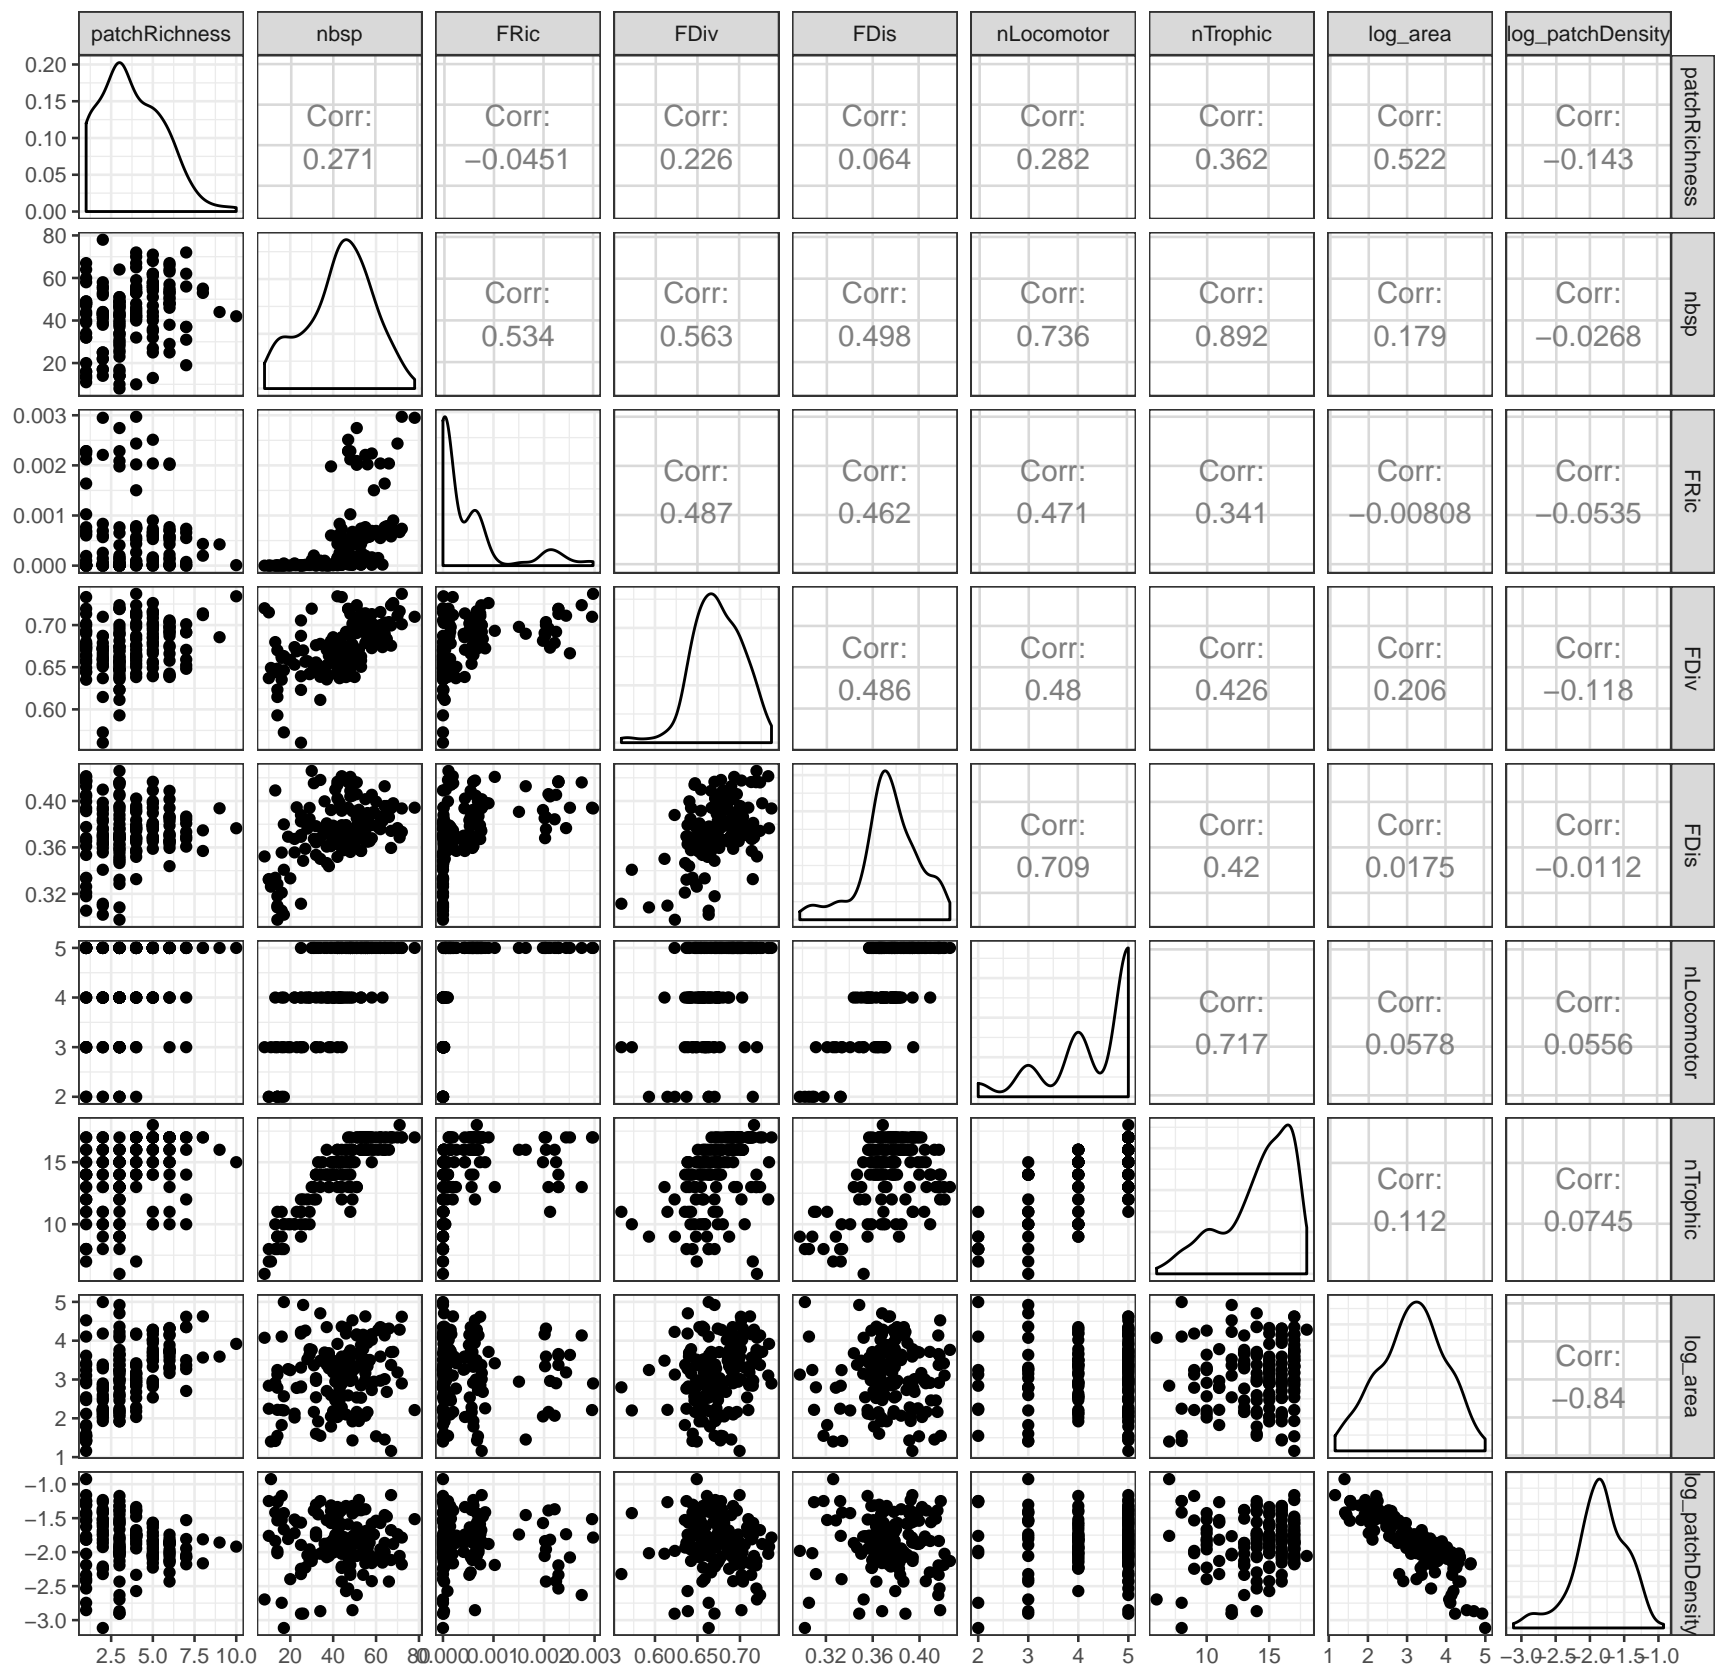 patchRichness nbsp FRic FDiv FDis nLocomotor nTrophic log_area log_patchDensity
0.20
0.15
0.10
0.05
0.00
Corr: Corr: Corr: Corr: Corr: Corr: Corr: Corr:
0.271 −0.0451 0.226 0.064 0.282 0.362 0.522 −0.143
patchRichness
80
60
40
20
Corr: Corr: Corr: Corr: Corr: Corr: Corr:
0.534 0.563 0.498 0.736 0.892 0.179 −0.0268
nbsp
0.003
0.002
0.001
0.000
Corr: Corr: Corr: Corr: Corr: Corr:
0.487 0.462 0.471 0.341 −0.00808 −0.0535
FRic
0.70
0.65
0.60
Corr: Corr: Corr: Corr: Corr:
0.486 0.48 0.426 0.206 −0.118
FDiv
0.40
0.36
0.32
Corr: Corr: Corr: Corr:
0.709 0.42 0.0175 −0.0112
FDis
5
4
3
2
Corr: Corr: Corr:
0.717 0.0578 0.0556
nLocomotor
15
10
Corr: Corr:
0.112 0.0745
nTrophic
5
4
3
2
1
Corr:
−0.84
log_area
−1.0
−1.5
−2.0
−2.5
−3.0
log_patchDensity
2.5 5.0 7.5 10.0 20 40 60 80 0.000 0.001 0.002 0.003 0.60 0.65 0.70 0.32 0.36 0.40 2 3 4 5 10 15 1 2 3 4 5 −3.0 −2.5 −2.0 −1.5 −1.0